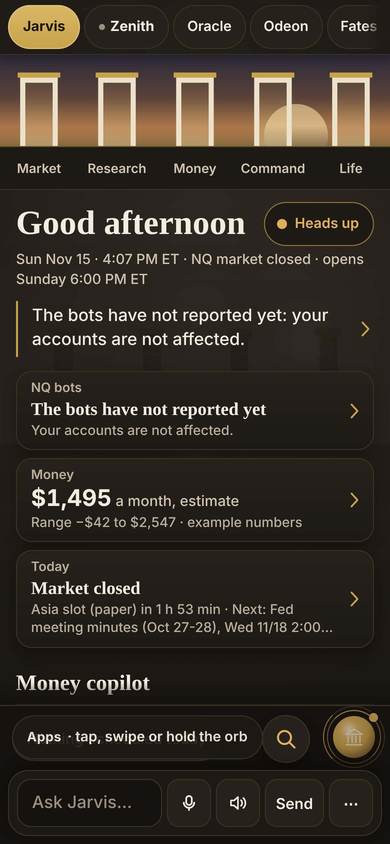 Jarvis
Zenith
Oracle
Odeon
Fates
Market
Research
Money
Command
Life
Good afternoon
Heads up
Sun Nov 15 · 4:07 PM ET · NQ market closed · opens
Sunday 6:00 PM ET
The bots have not reported yet: your
accounts are not affected.
NQ bots
The bots have not reported yet
Your accounts are not affected.
Money
$1,495 a month, estimate
Range −$42 to $2,547 · example numbers
Today
Market closed
Asia slot (paper) in 1 h 53 min · Next: Fed
meeting minutes (Oct 27-28), Wed 11/18 2:00...
Money copilot
Apps · tap, swipe or hold the orb
Ask Jarvis...
Send
...